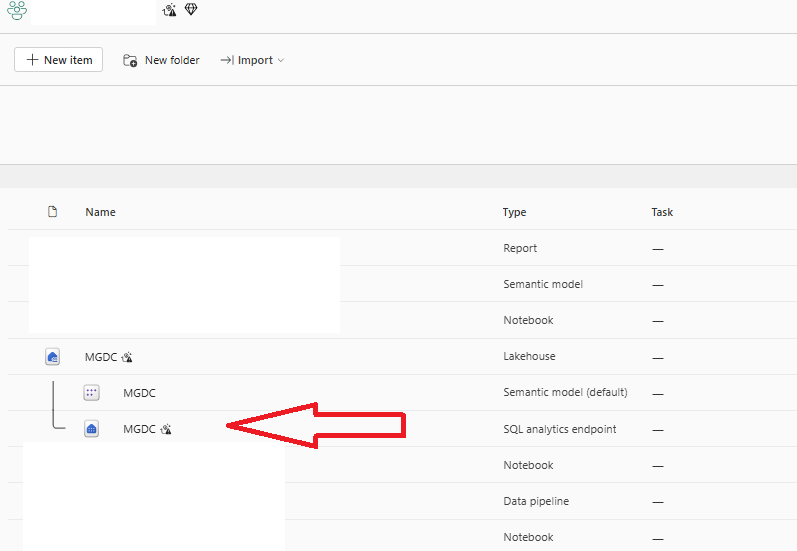 New item New folder Import
Name Type Task
Report —
Semantic model —
Notebook —
MGDC Lakehouse —
MGDC Semantic model (default) —
MGDC SQL analytics endpoint —
Notebook —
Data pipeline —
Notebook —